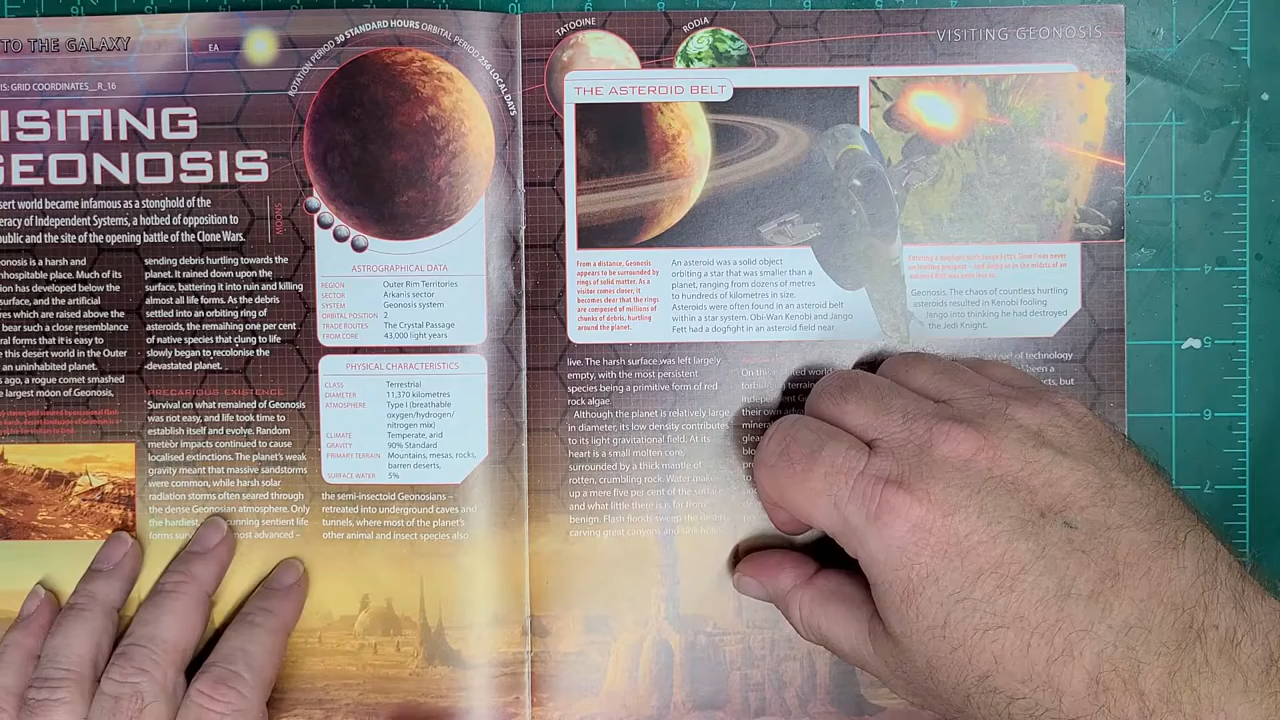 TO THE GALAXY
EA
IS: GRID COORDINATES_R_16
ISITING
GEONOSIS
esert world became infamous as a stronghold of the
eracy of Independent Systems, a hotbed of opposition to
public and the site of the opening battle of the Clone Wars.
eonosis is a harsh and
nhospitable place. Much of its
ion has developed below the
surface, and the artificial
res which are raised above the
bear such a close resemblance
ral forms that it is easy to
e this desert world in the Outer
an uninhabited planet.
s ago, a rogue comet smashed
e largest moon of Geonosis,
sending debris hurtling towards the
planet. It rained down upon the
surface, battering it into ruin and killing
almost all life forms. As the debris
settled into an orbiting ring of
asteroids, the remaining one per cent
of native species that clung to life
slowly began to recolonise the
devastated planet.
PRECARIOUS EXISTENCE
Survival on what remained of Geonosis
was not easy, and life took time to
establish itself and evolve. Random
meteor impacts continued to cause
localised extinctions. The planet's weak
gravity meant that massive sandstorms
were common, while harsh solar
radiation storms often seared through
the dense Geonosian atmosphere. Only
the hardiest, cunning sentient life
forms most advanced –
ROTATION PERIOD 30 STANDARD HOURS ORBITAL PERIOD 256 LOCAL DAYS
MOONS
ASTROGRAPHICAL DATA
REGION Outer Rim Territories
SECTOR Arkanis sector
SYSTEM Geonosis system
ORBITAL POSITION 2
TRADE ROUTES The Crystal Passage
FROM CORE 43,000 light years
PHYSICAL CHARACTERISTICS
CLASS Terrestrial
DIAMETER 11,370 kilometres
ATMOSPHERE Type I (breathable
oxygen/hydrogen/
nitrogen mix)
CLIMATE Temperate, arid
GRAVITY 90% Standard
PRIMARY TERRAIN Mountains, mesas, rocks,
barren deserts,
SURFACE WATER 5%
the semi-insectoid Geonosians –
retreated into underground caves and
tunnels, where most of the planet's
other animal and insect species also
TATOOINE
RODIA
VISITING GEONOSIS
THE ASTEROID BELT
From a distance, Geonosis
appears to be surrounded by
rings of solid matter. As a
visitor comes closer, it
becomes clear that the rings
are composed of millions of
chunks of debris, hurtling
around the planet.
An asteroid was a solid object
orbiting a star that was smaller than a
planet, ranging from dozens of metres
to hundreds of kilometres in size.
Asteroids were often found in an asteroid belt
within a star system. Obi-Wan Kenobi and Jango
Fett had a dogfight in an asteroid field near
Geonosis. The chaos of countless hurtling
asteroids resulted in Kenobi fooling
Jango into thinking he had destroyed
the Jedi Knight.
live. The harsh surface was left largely
empty, with the most persistent
species being a primitive form of red
rock algae.
Although the planet is relatively large
in diameter, its low density contributes
to its light gravitational field. At its
heart is a small molten core,
surrounded by a thick mantle of
rotten, crumbling rock. Water makes
up a mere five per cent of the surface
and what little there is is far from
benign. Flash floods sweep the desert
carving great canyons and sink
On this world
terrain
their own
of technology
been a
but